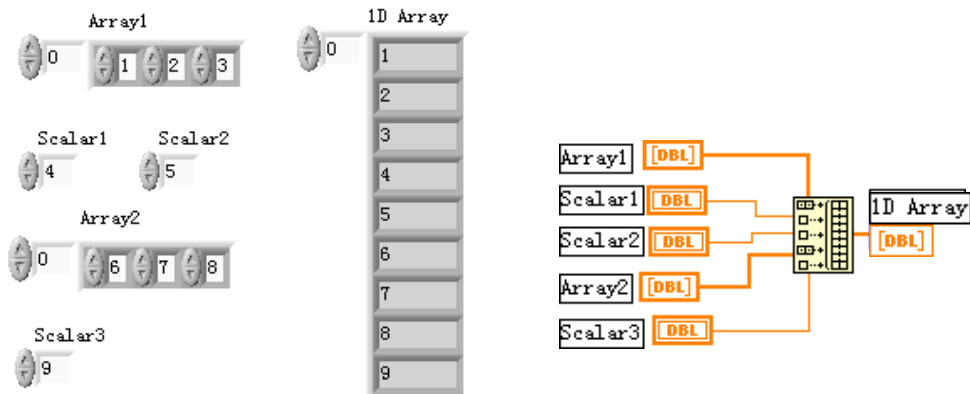 Array1
0 1 2 3
Scalar1 Scalar2
4 5
Array2
0 6 7 8
Scalar3
9
1D Array
0
1
2
3
4
5
6
7
8
9
Array1 [DBL]
Scalar1 DBL
Scalar2 DBL
Array2 [DBL]
Scalar3 DBL
1D Array
[DBL]